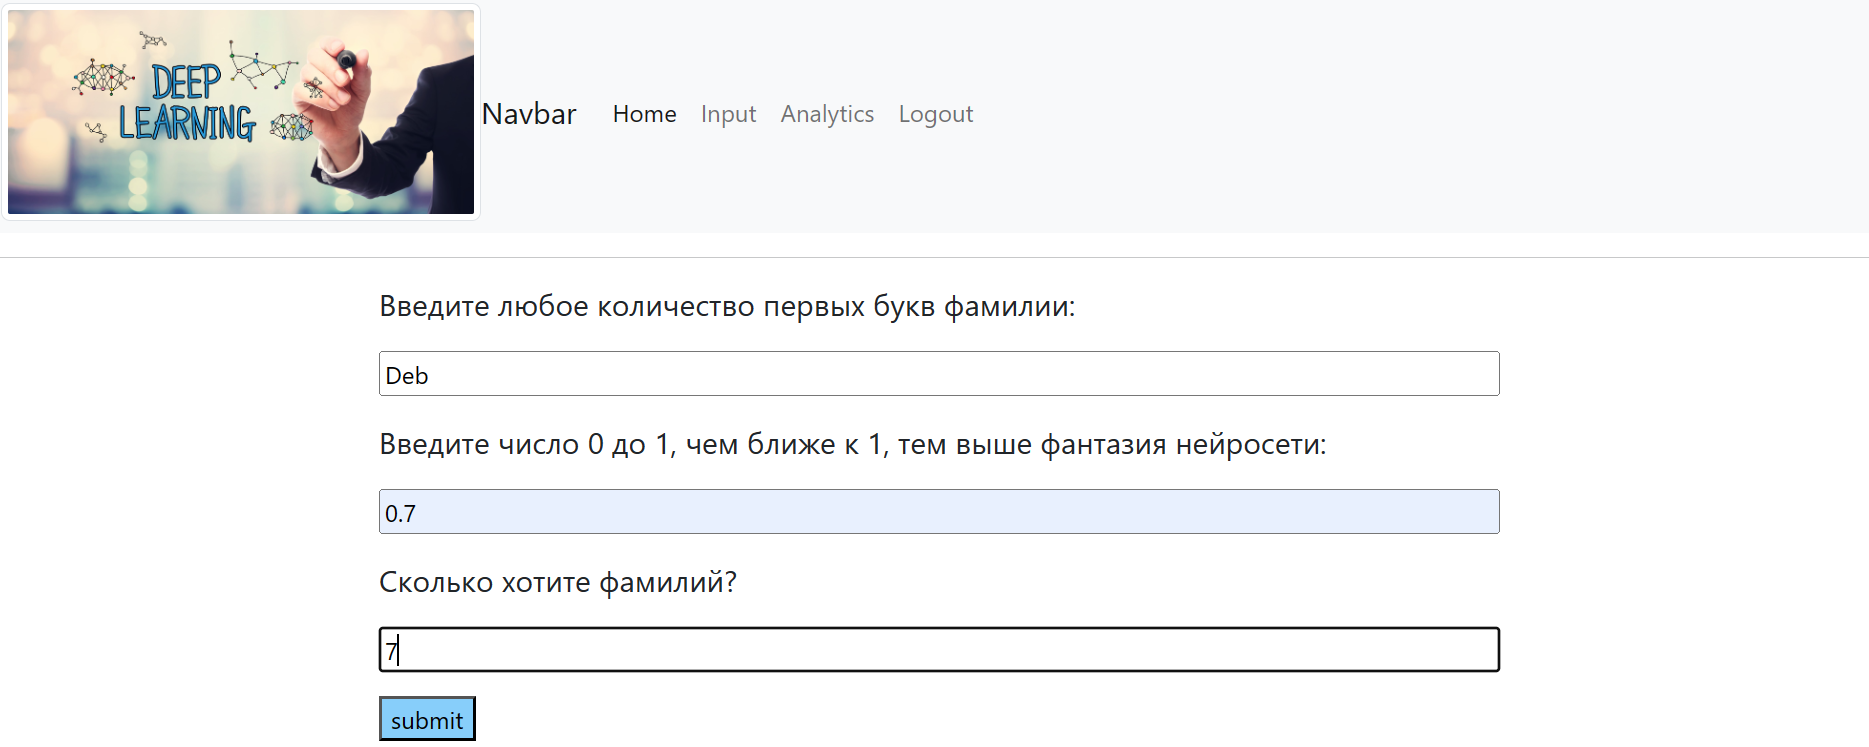 DEEP
LEARNING
Navbar Home Input Analytics Logout
Введите любое количество первых букв фамилии:
Deb
Введите число 0 до 1, чем ближе к 1, тем выше фантазия нейросети:
0.7
Сколько хотите фамилий?
7
submit